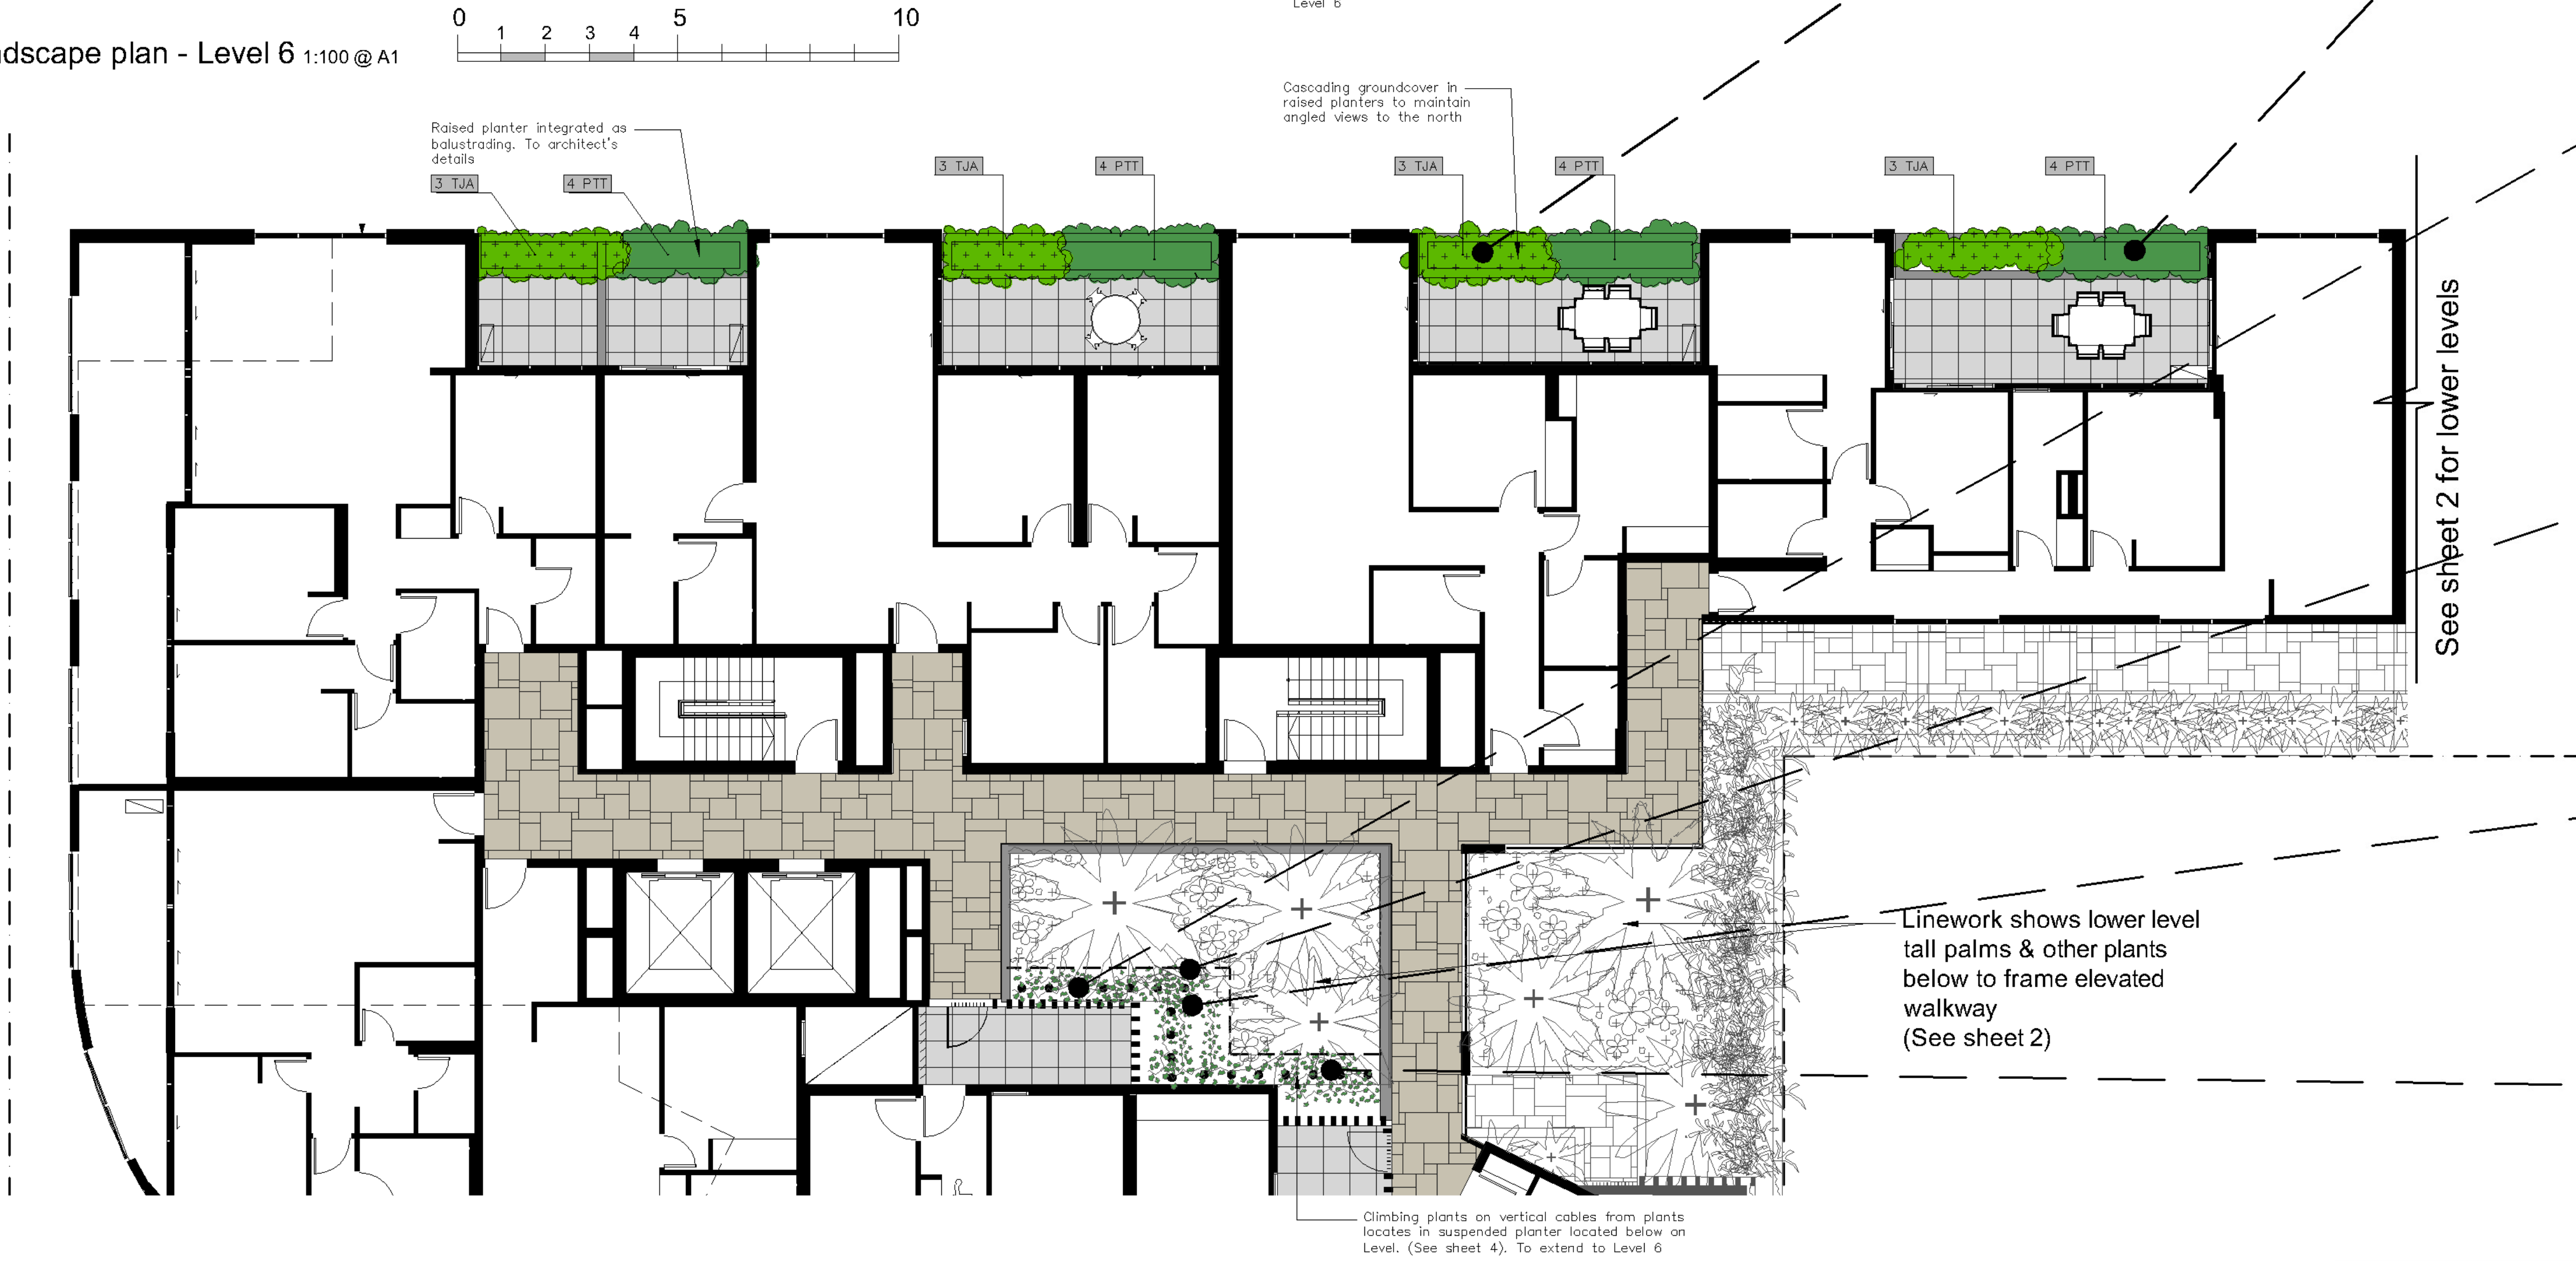 Level 6
0 5 10
1 2 3 4
ndscape plan - Level 6 1:100 @ A1
Raised planter integrated as
balustrading. To architect's
details
Cascading groundcover in
raised planters to maintain
angled views to the north
3 TJA
4 PTT
3 TJA
4 PTT
3 TJA
4 PTT
3 TJA
4 PTT
See sheet 2 for lower levels
Linework shows lower level
tall palms & other plants
below to frame elevated
walkway
(See sheet 2)
Climbing plants on vertical cables from plants
locates in suspended planter located below on
Level. (See sheet 4). To extend to Level 6